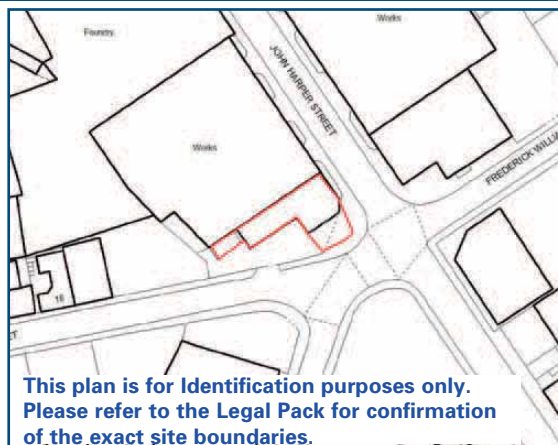 Foundry
Works
JOHN HARPER STREET
Works
FREDERICK WILL
18
ET
This plan is for Identification purposes only.
Please refer to the Legal Pack for confirmation
of the exact site boundaries.